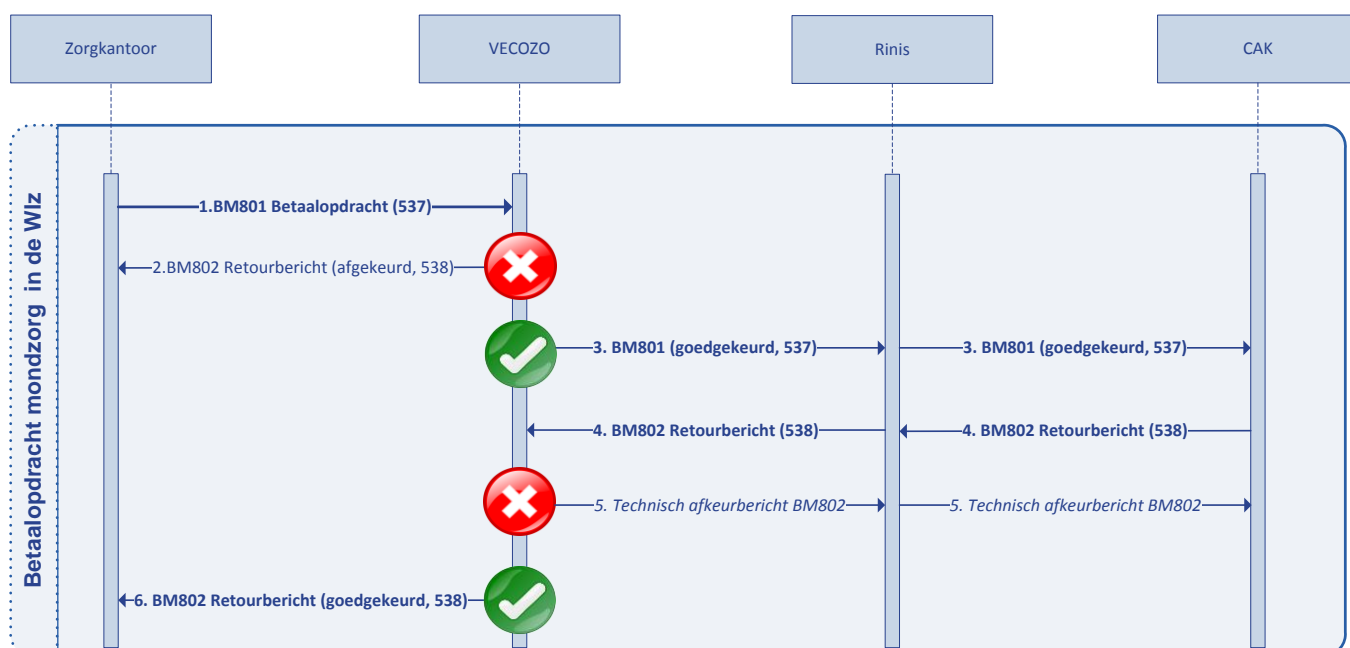 Zorgkantoor
VECOZO
Rinis
CAK
Betaalopdracht mondzorg in de Wlz
1.BM801 Betaalopdracht (537)
2.BM802 Retourbericht (afgekeurd, 538)
3. BM801 (goedgekeurd, 537)
3. BM801 (goedgekeurd, 537)
4. BM802 Retourbericht (538)
4. BM802 Retourbericht (538)
5. Technisch afkeurbericht BM802
5. Technisch afkeurbericht BM802
6. BM802 Retourbericht (goedgekeurd, 538)